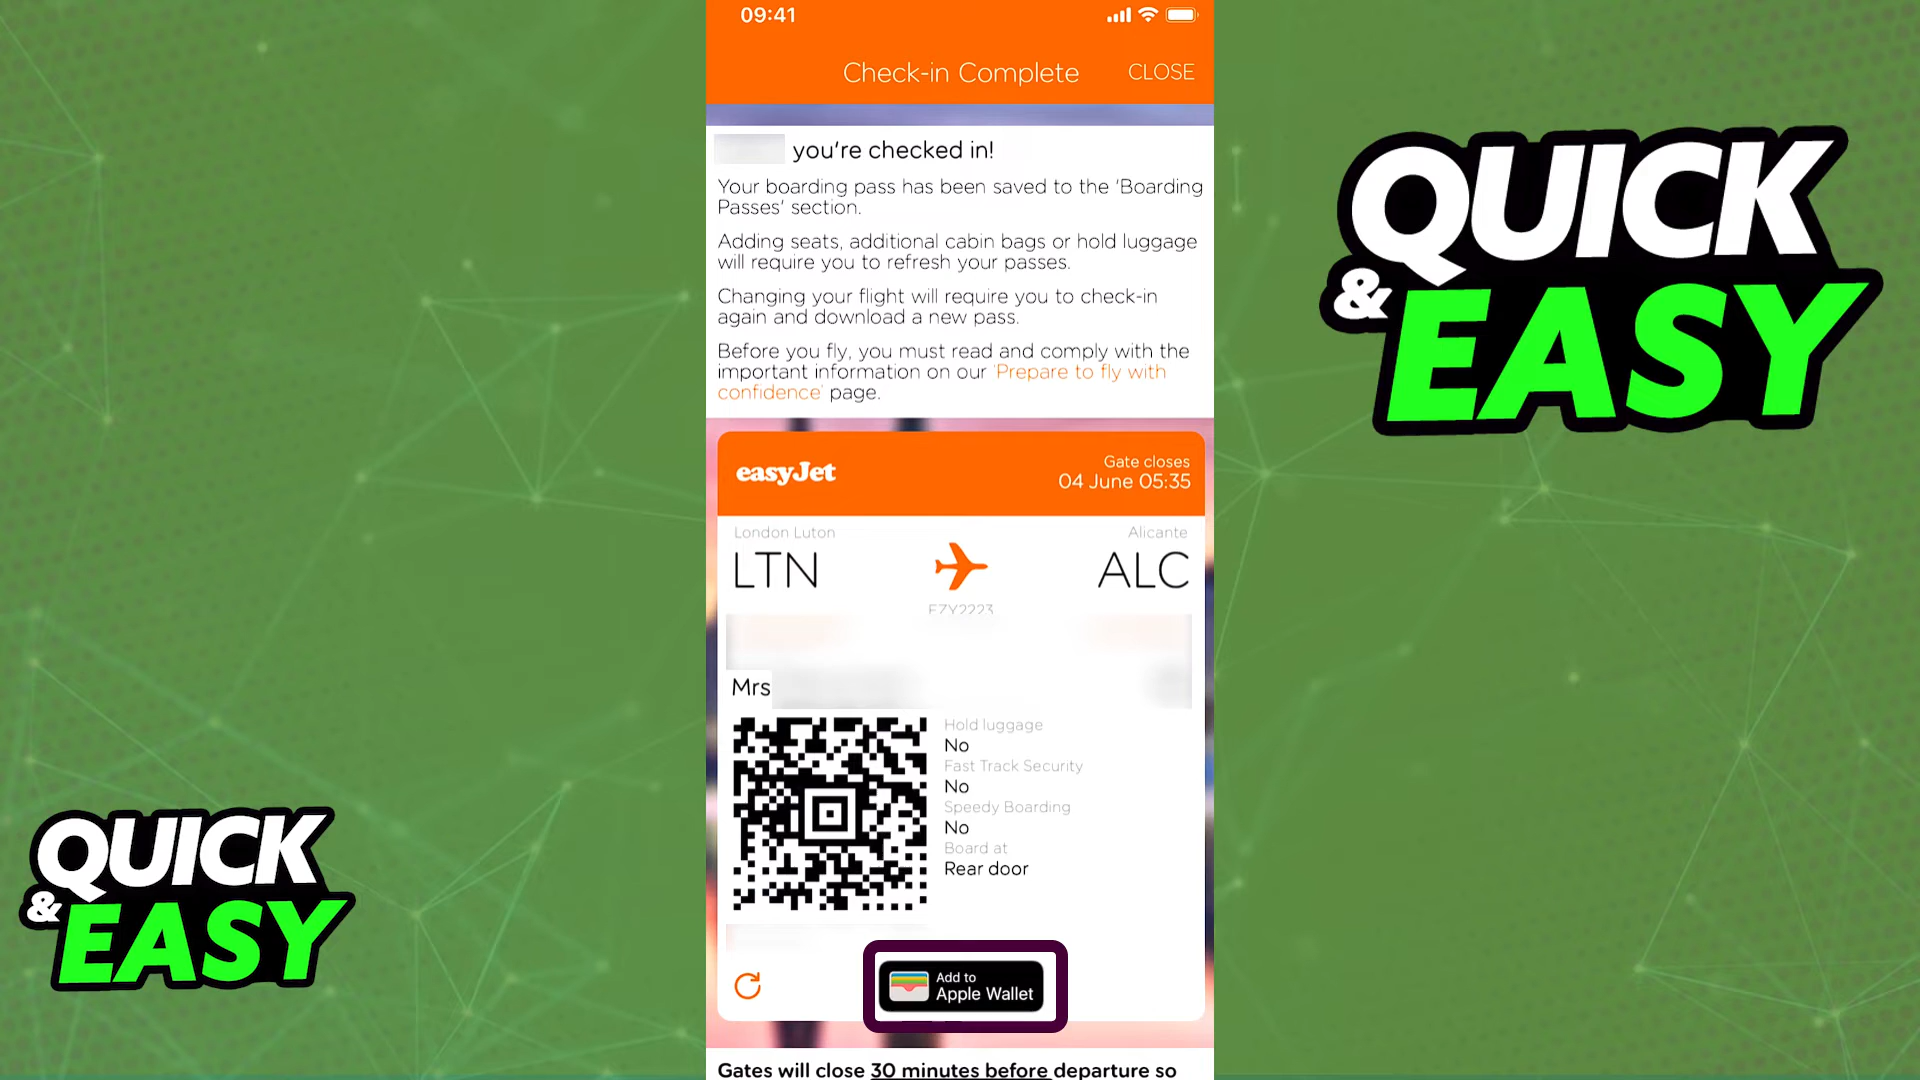 09:41
Check-in Complete
CLOSE
you're checked in!
Your boarding pass has been saved to the 'Boarding
Passes' section.
Adding seats, additional cabin bags or hold luggage
will require you to refresh your passes.
Changing your flight will require you to check-in
again and download a new pass.
Before you fly, you must read and comply with the
important information on our 'Prepare to fly with
confidence' page.
easyJet
Gate closes
04 June 05:35
London Luton
Alicante
LTN
ALC
EZY2223
Mrs
Hold luggage
No
Fast Track Security
No
Speedy Boarding
No
Board at
Rear door
Add to
Apple Wallet
Gates will close 30 minutes before departure so
QUICK
& EASY
QUICK
& EASY